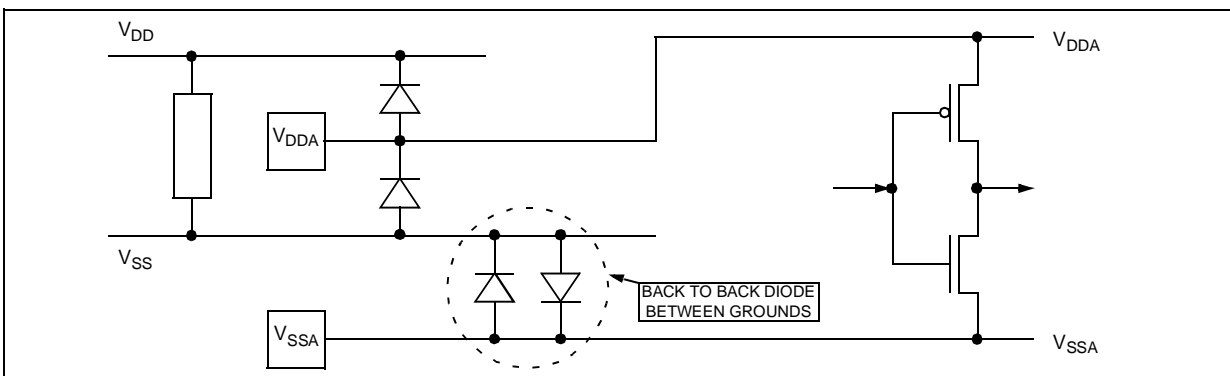 VDD
VDDA
VDDA
VSS
BACK TO BACK DIODE
BETWEEN GROUNDS
VSSA
VSSA